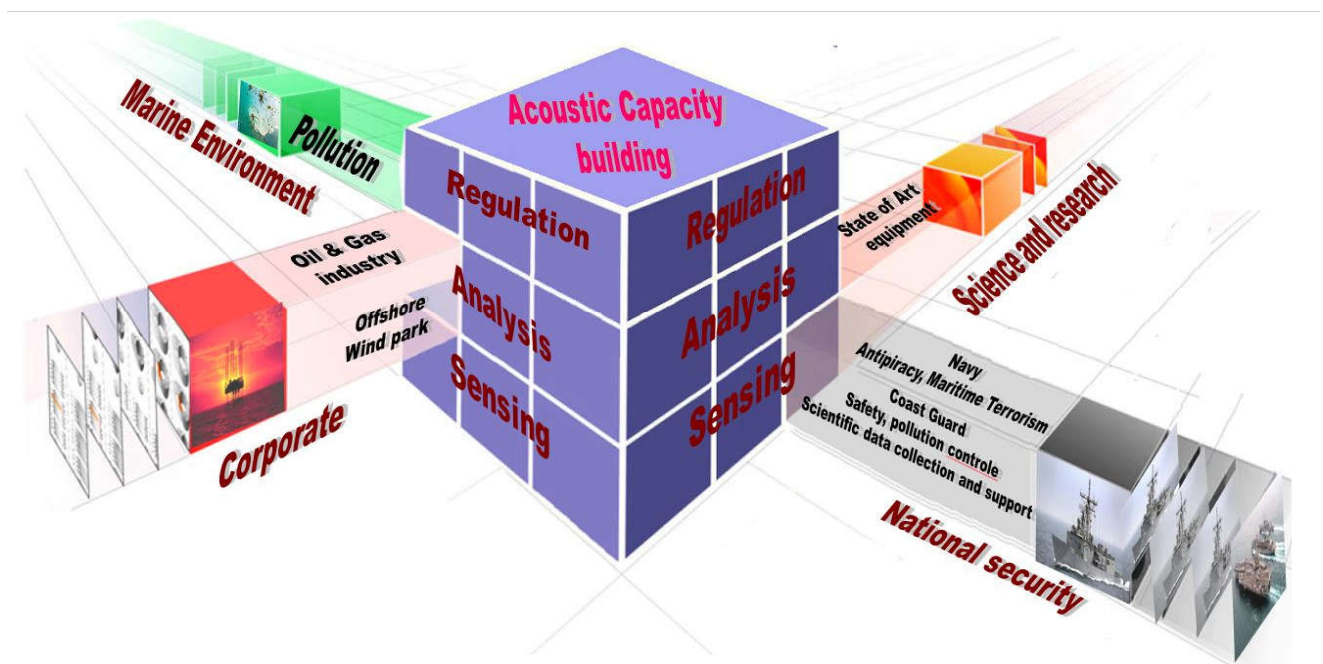 Acoustic Capacity
building
Marine Environment
Pollution
Regulation
Regulation
State of Art
equipment
Science and research
Oil & Gas
industry
Offshore
Wind park
Analysis
Analysis
Corporate
Sensing
Sensing
Navy
Antipiracy, Maritime Terrorism
Coast Guard
Safety, pollution controle
Scientific data collection and support
National security